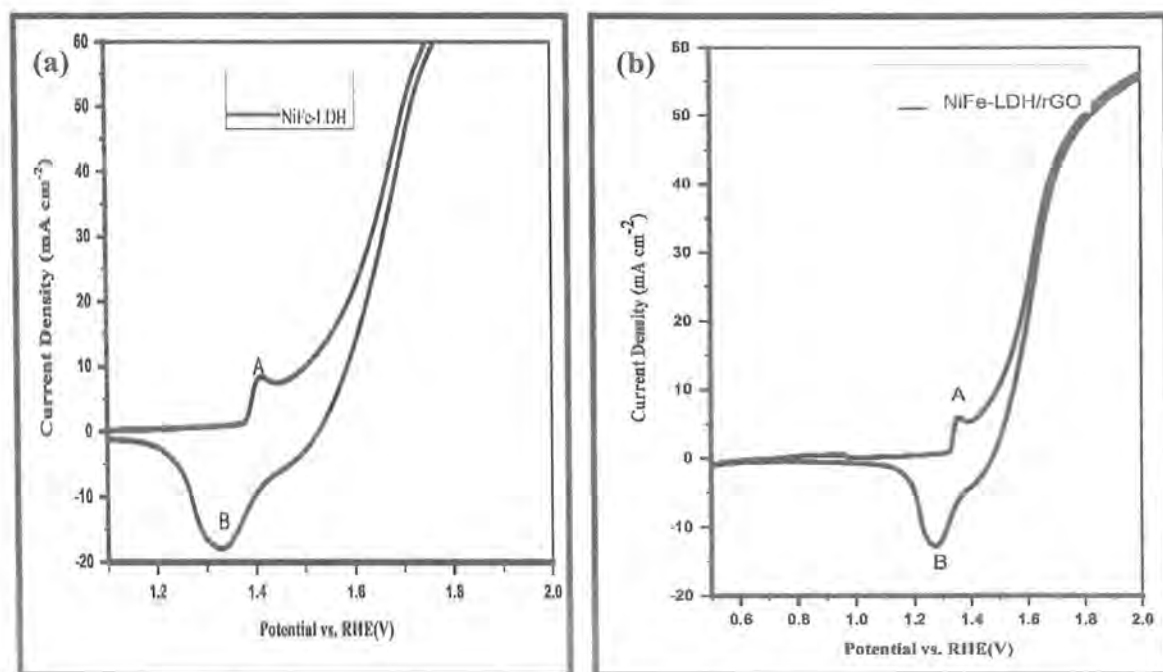 (a)
60
50
40
30
20
10
0
-10
-20
Current Density (mA cm-2)
NiFe-LDH
A
B
1.2 1.4 1.6 1.8 2.0
Potential vs. RHE(V)
(b)
60
50
40
30
20
10
0
-10
-20
Current Density (mA cm-2)
NiFe-LDH/rGO
A
B
0.6 0.8 1.0 1.2 1.4 1.6 1.8 2.0
Potential vs. RHE(V)